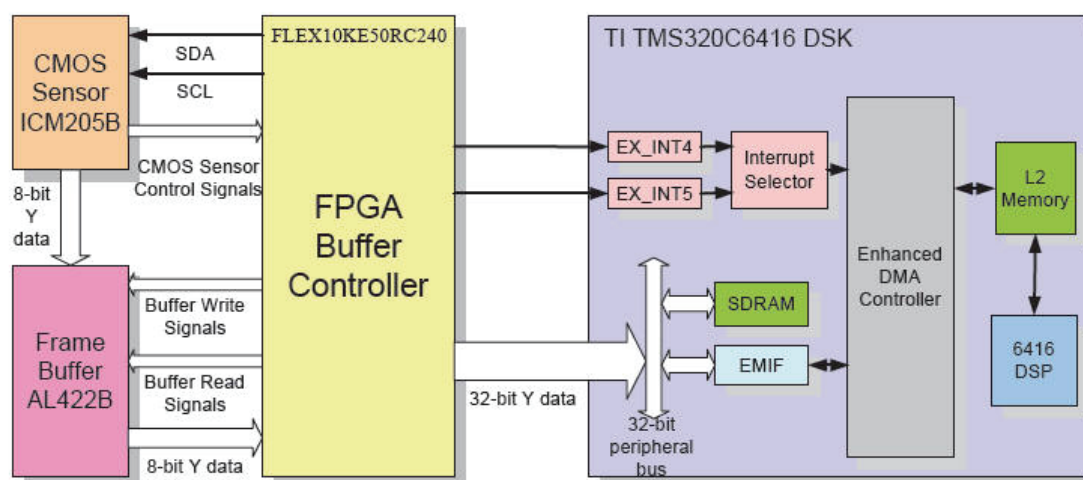 FLEX10KE50RC240
TI TMS320C6416 DSK
CMOS
Sensor
ICM205B
SDA
SCL
CMOS Sensor
Control Signals
8-bit
Y
data
FPGA
Buffer
Controller
EX_INT4
EX_INT5
Interrupt
Selector
L2
Memory
Enhanced
DMA
Controller
Frame
Buffer
AL422B
Buffer Write
Signals
Buffer Read
Signals
8-bit Y data
32-bit Y data
SDRAM
EMIF
32-bit
peripheral
bus
6416
DSP